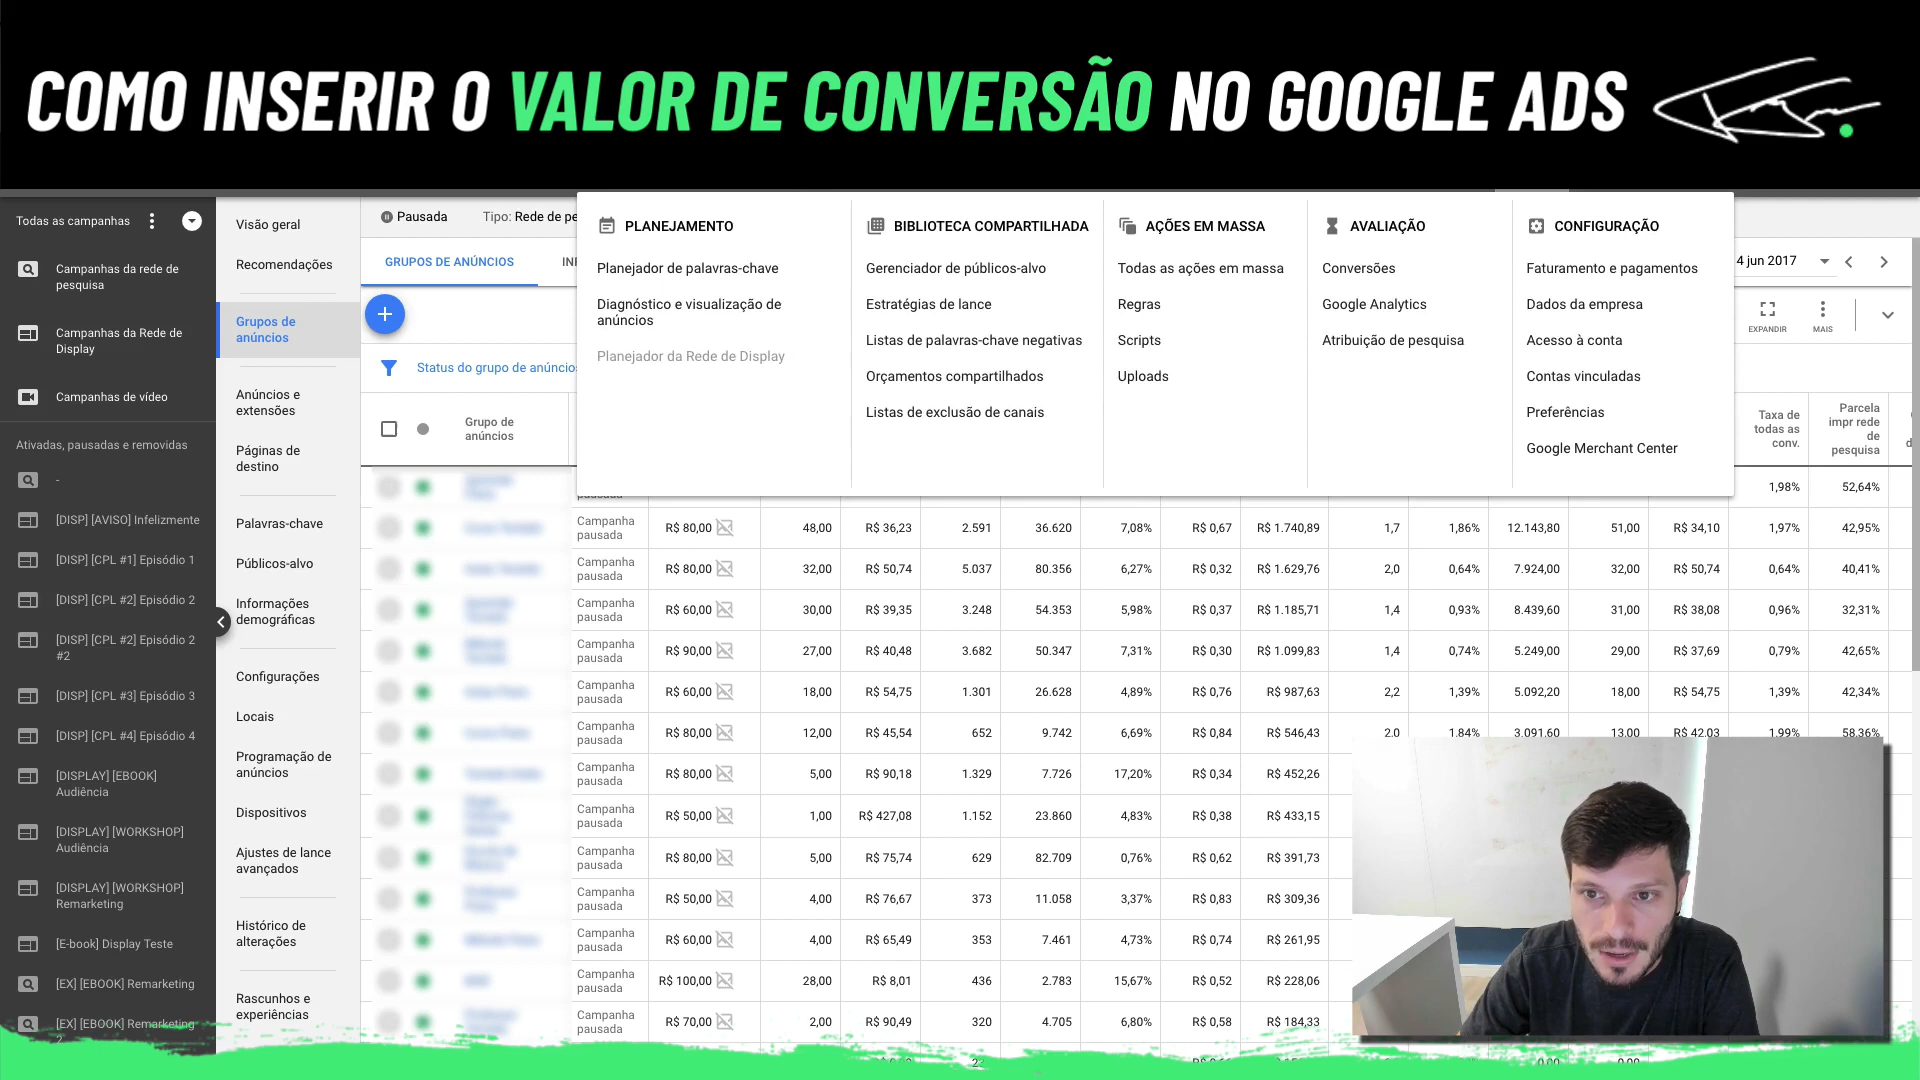 COMO INSERIR O VALOR DE CONVERSÃO NO GOOGLE ADS
Todas as campanhas
Campanhas da rede de
pesquisa
Campanhas da Rede de
Display
Campanhas de vídeo
Ativadas, pausadas e removidas
-
[DISP] [AVISO] Infelizmente
[DISP] [CPL #1] Episódio 1
[DISP] [CPL #2] Episódio 2
[DISP] [CPL #2] Episódio 2
#2
[DISP] [CPL #3] Episódio 3
[DISP] [CPL #4] Episódio 4
[DISPLAY] [EBOOK]
Audiência
[DISPLAY] [WORKSHOP]
Audiência
[DISPLAY] [WORKSHOP]
Remarketing
[E-book] Display Teste
[EX] [EBOOK] Remarketing
[EX] [EBOOK] Remarketing
2
Visão geral
Recomendações
Grupos de
anúncios
Anúncios e
extensões
Páginas de
destino
Palavras-chave
Públicos-alvo
Informações
demográficas
Configurações
Locais
Programação de
anúncios
Dispositivos
Ajustes de lance
avançados
Histórico de
alterações
Rascunhos e
experiências
Pausada Tipo: Rede de pe
GRUPOS DE ANÚNCIOS
Status do grupo de anúncios
Grupo de
anúncios
PLANEJAMENTO
Planejador de palavras-chave
Diagnóstico e visualização de
anúncios
Planejador da Rede de Display
BIBLIOTECA COMPARTILHADA
Gerenciador de públicos-alvo
Estratégias de lance
Listas de palavras-chave negativas
Orçamentos compartilhados
Listas de exclusão de canais
AÇÕES EM MASSA
Todas as ações em massa
Regras
Scripts
Uploads
AVALIAÇÃO
Conversões
Google Analytics
Atribuição de pesquisa
CONFIGURAÇÃO
Faturamento e pagamentos
Dados da empresa
Acesso à conta
Contas vinculadas
Preferências
Google Merchant Center
4 jun 2017
EXPANDIR MAIS
Taxa de
todas as
conv.
Parcela
impr rede
de
pesquisa
pausada 1,98% 52,64%
Campanha pausada R$ 80,00 48,00 R$ 36,23 2.591 36.620 7,08% R$ 0,67 R$ 1.740,89 1,7 1,86% 12.143,80 51,00 R$ 34,10 1,97% 42,95%
Campanha pausada R$ 80,00 32,00 R$ 50,74 5.037 80.356 6,27% R$ 0,32 R$ 1.629,76 2,0 0,64% 7.924,00 32,00 R$ 50,74 0,64% 40,41%
Campanha pausada R$ 60,00 30,00 R$ 39,35 3.248 54.353 5,98% R$ 0,37 R$ 1.185,71 1,4 0,93% 8.439,60 31,00 R$ 38,08 0,96% 32,31%
Campanha pausada R$ 90,00 27,00 R$ 40,48 3.682 50.347 7,31% R$ 0,30 R$ 1.099,83 1,4 0,74% 5.249,00 29,00 R$ 37,69 0,79% 42,65%
Campanha pausada R$ 60,00 18,00 R$ 54,75 1.301 26.628 4,89% R$ 0,76 R$ 987,63 2,2 1,39% 5.092,20 18,00 R$ 54,75 1,39% 42,34%
Campanha pausada R$ 80,00 12,00 R$ 45,54 652 9.742 6,69% R$ 0,84 R$ 546,43 2,0 1,84% 3.091,60 13,00 R$ 42,03 1,99% 58,36%
Campanha pausada R$ 80,00 5,00 R$ 90,18 1.329 7.726 17,20% R$ 0,34 R$ 452,26
Campanha pausada R$ 50,00 1,00 R$ 427,08 1.152 23.860 4,83% R$ 0,38 R$ 433,15
Campanha pausada R$ 80,00 5,00 R$ 75,74 629 82.709 0,76% R$ 0,62 R$ 391,73
Campanha pausada R$ 50,00 4,00 R$ 76,67 373 11.058 3,37% R$ 0,83 R$ 309,36
Campanha pausada R$ 60,00 4,00 R$ 65,49 353 7.461 4,73% R$ 0,74 R$ 261,95
Campanha pausada R$ 100,00 28,00 R$ 8,01 436 2.783 15,67% R$ 0,52 R$ 228,06
Campanha pausada R$ 70,00 2,00 R$ 90,49 320 4.705 6,80% R$ 0,58 R$ 184,33